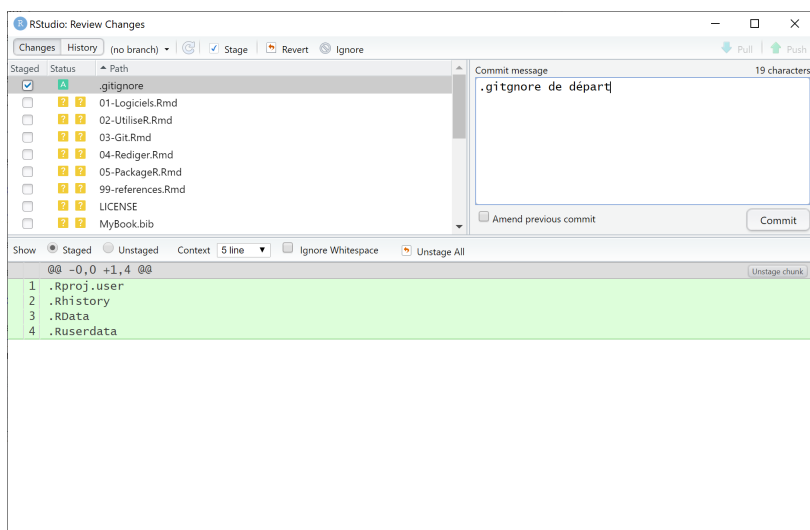 RStudio: Review Changes
Changes History (no branch) Stage Revert Ignore Pull Push
Staged Status Path
A .gitignore
? ? 01-Logiciels.Rmd
? ? 02-UtiliseR.Rmd
? ? 03-Git.Rmd
? ? 04-Rediger.Rmd
? ? 05-PackageR.Rmd
? ? 99-references.Rmd
? ? LICENSE
? ? MyBook.bib
Commit message 19 characters
.gitgnore de départ
Amend previous commit Commit
Show Staged Unstaged Context 5 line Ignore Whitespace Unstage All
@@ -0,0 +1,4 @@ Unstage chunk
1 .Rproj.user
2 .Rhistory
3 .RData
4 .Ruserdata